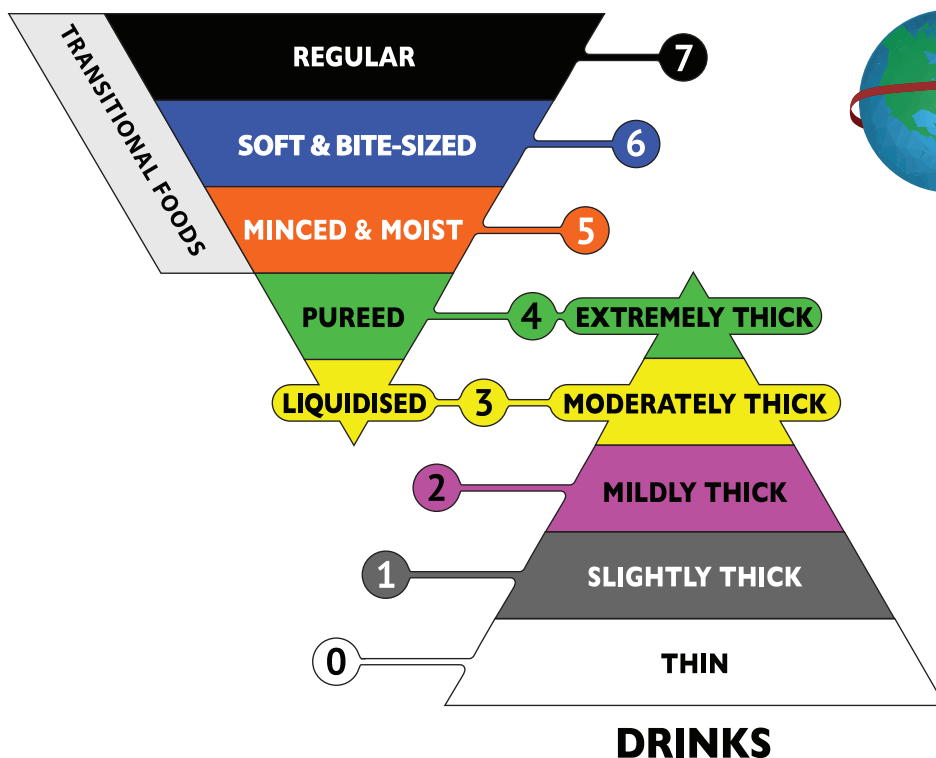 TRANSITIONAL FOODS
REGULAR
7
SOFT & BITE-SIZED
6
MINCED & MOIST
5
PUREED
4
EXTREMELY THICK
LIQUIDISED
3
MODERATELY THICK
2
MILDLY THICK
1
SLIGHTLY THICK
0
THIN
DRINKS